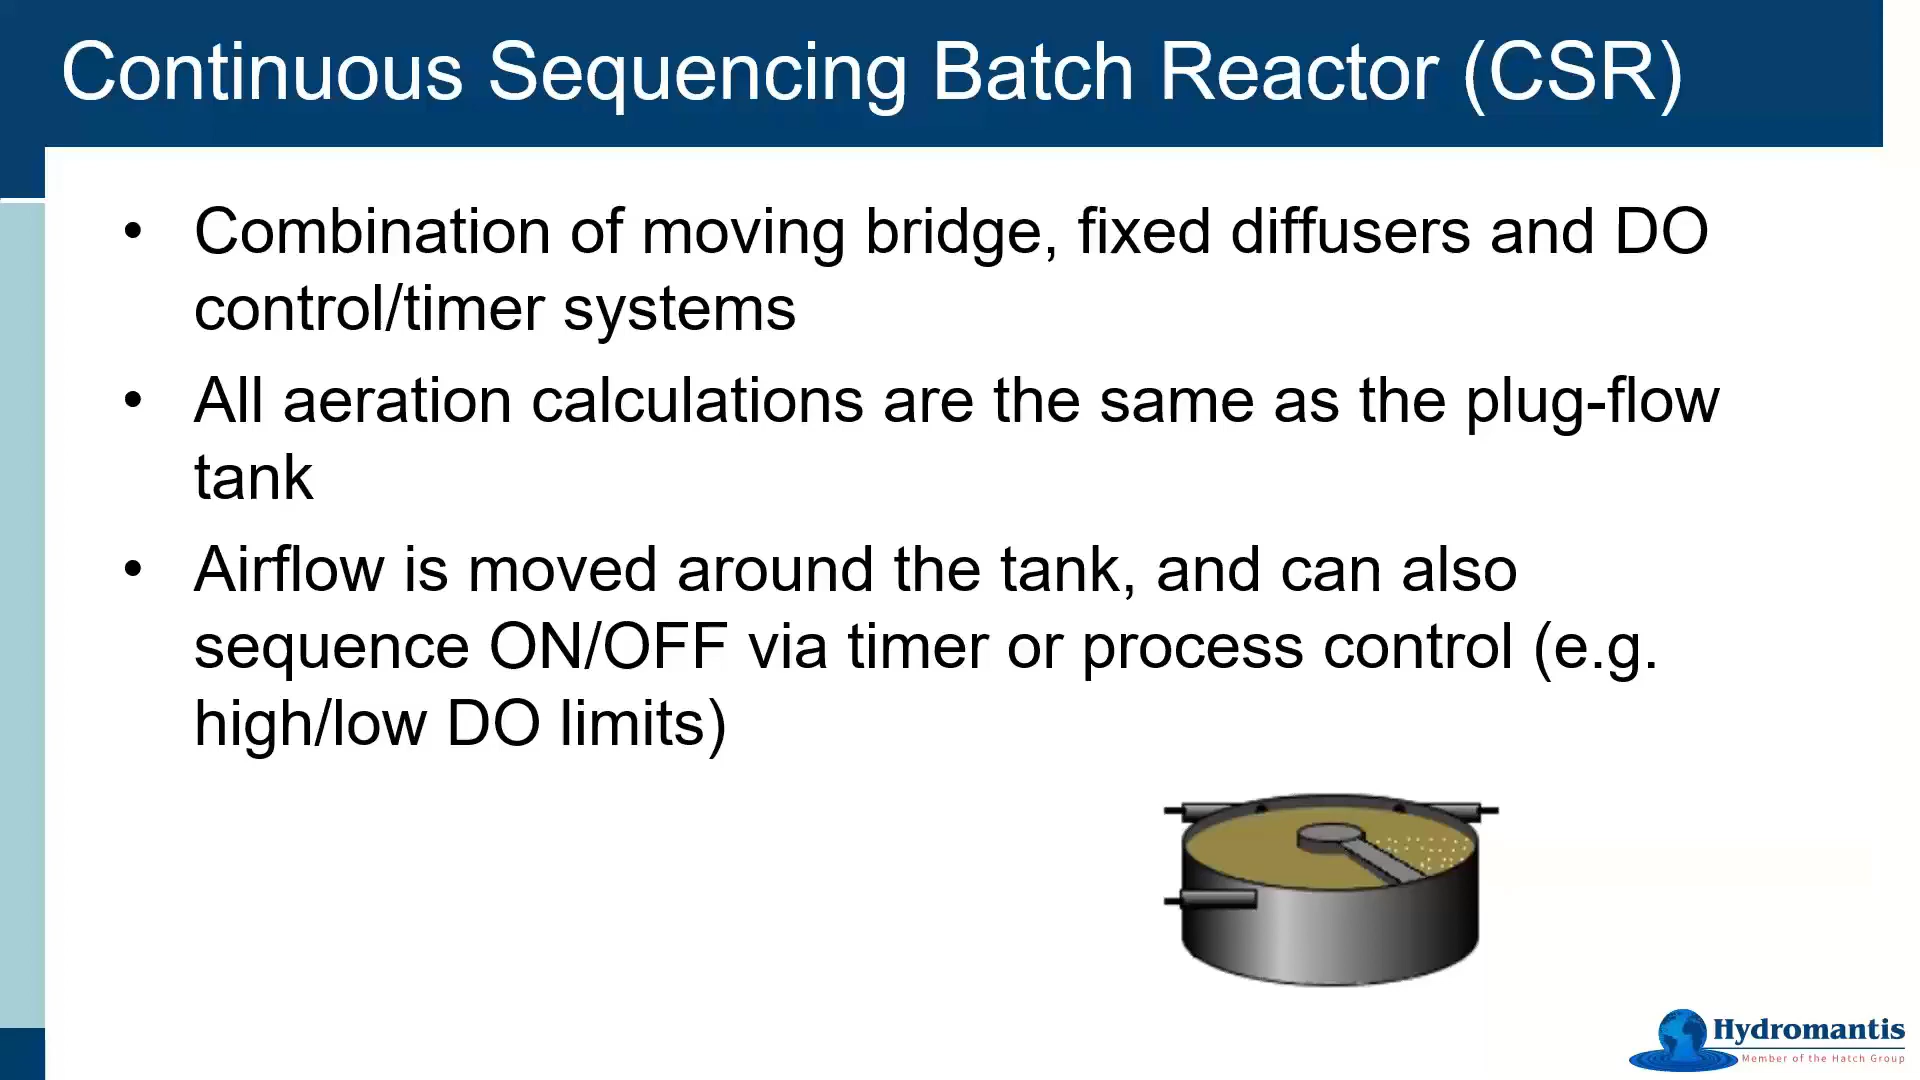 Continuous Sequencing Batch Reactor (CSR)
• Combination of moving bridge, fixed diffusers and DO
control/timer systems
• All aeration calculations are the same as the plug-flow
tank
• Airflow is moved around the tank, and can also
sequence ON/OFF via timer or process control (e.g.
high/low DO limits)
Hydromantis
Member of the Hatch Group